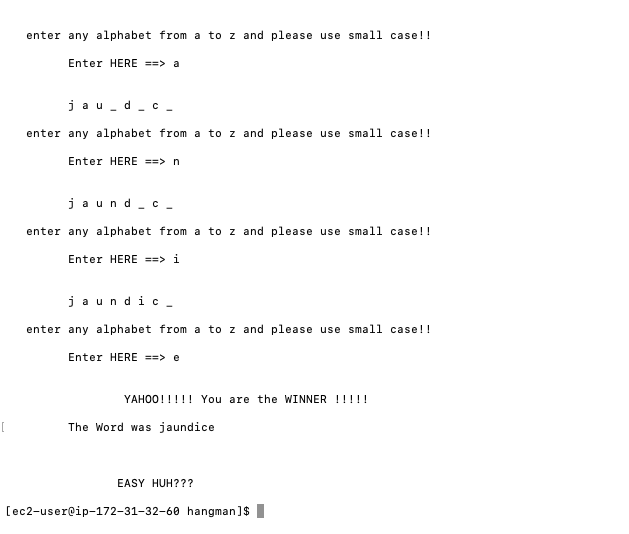 enter any alphabet from a to z and please use small case!!
Enter HERE ==> a
j a u _ d _ c _
enter any alphabet from a to z and please use small case!!
Enter HERE ==> n
j a u n d _ c _
enter any alphabet from a to z and please use small case!!
Enter HERE ==> i
j a u n d i c _
enter any alphabet from a to z and please use small case!!
Enter HERE ==> e
YAHOO!!!!! You are the WINNER !!!!!
[ The Word was jaundice
EASY HUH???
[ec2-user@ip-172-31-32-60 hangman]$